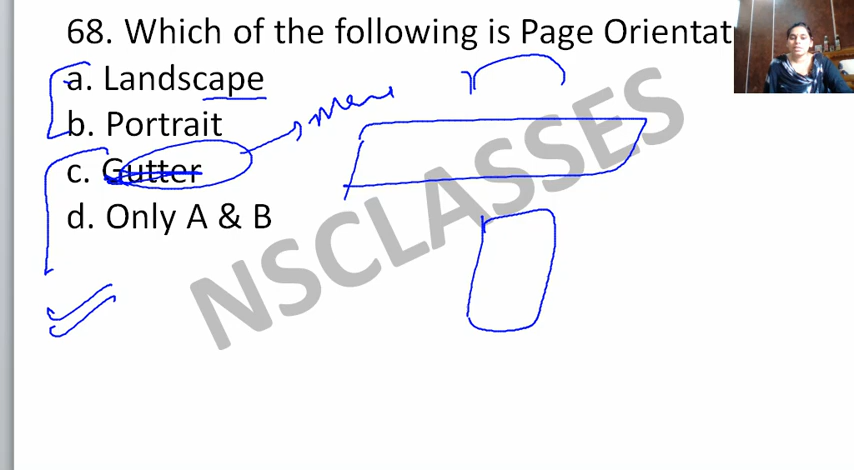 68. Which of the following is Page Orientat
a. Landscape
b. Portrait
c. Gutter
d. Only A & B
NSCLASSES